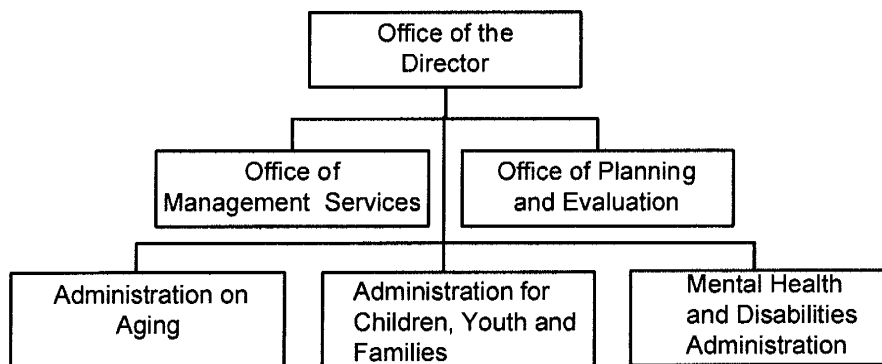 Office of the
Director
Office of
Management Services
Office of Planning
and Evaluation
Administration on
Aging
Administration for
Children, Youth and
Families
Mental Health
and Disabilities
Administration